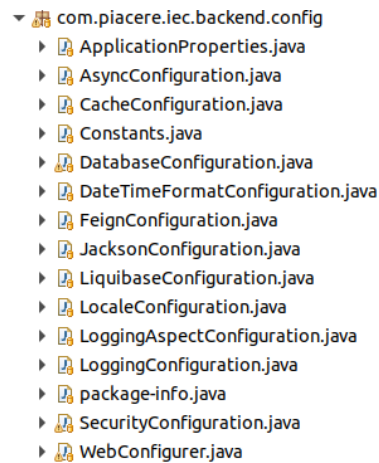 com.piacere.iec.backend.config
ApplicationProperties.java
AsyncConfiguration.java
CacheConfiguration.java
Constants.java
DatabaseConfiguration.java
DateTimeFormatConfiguration.java
FeignConfiguration.java
JacksonConfiguration.java
LiquibaseConfiguration.java
LocaleConfiguration.java
LoggingAspectConfiguration.java
LoggingConfiguration.java
package-info.java
SecurityConfiguration.java
WebConfigurer.java